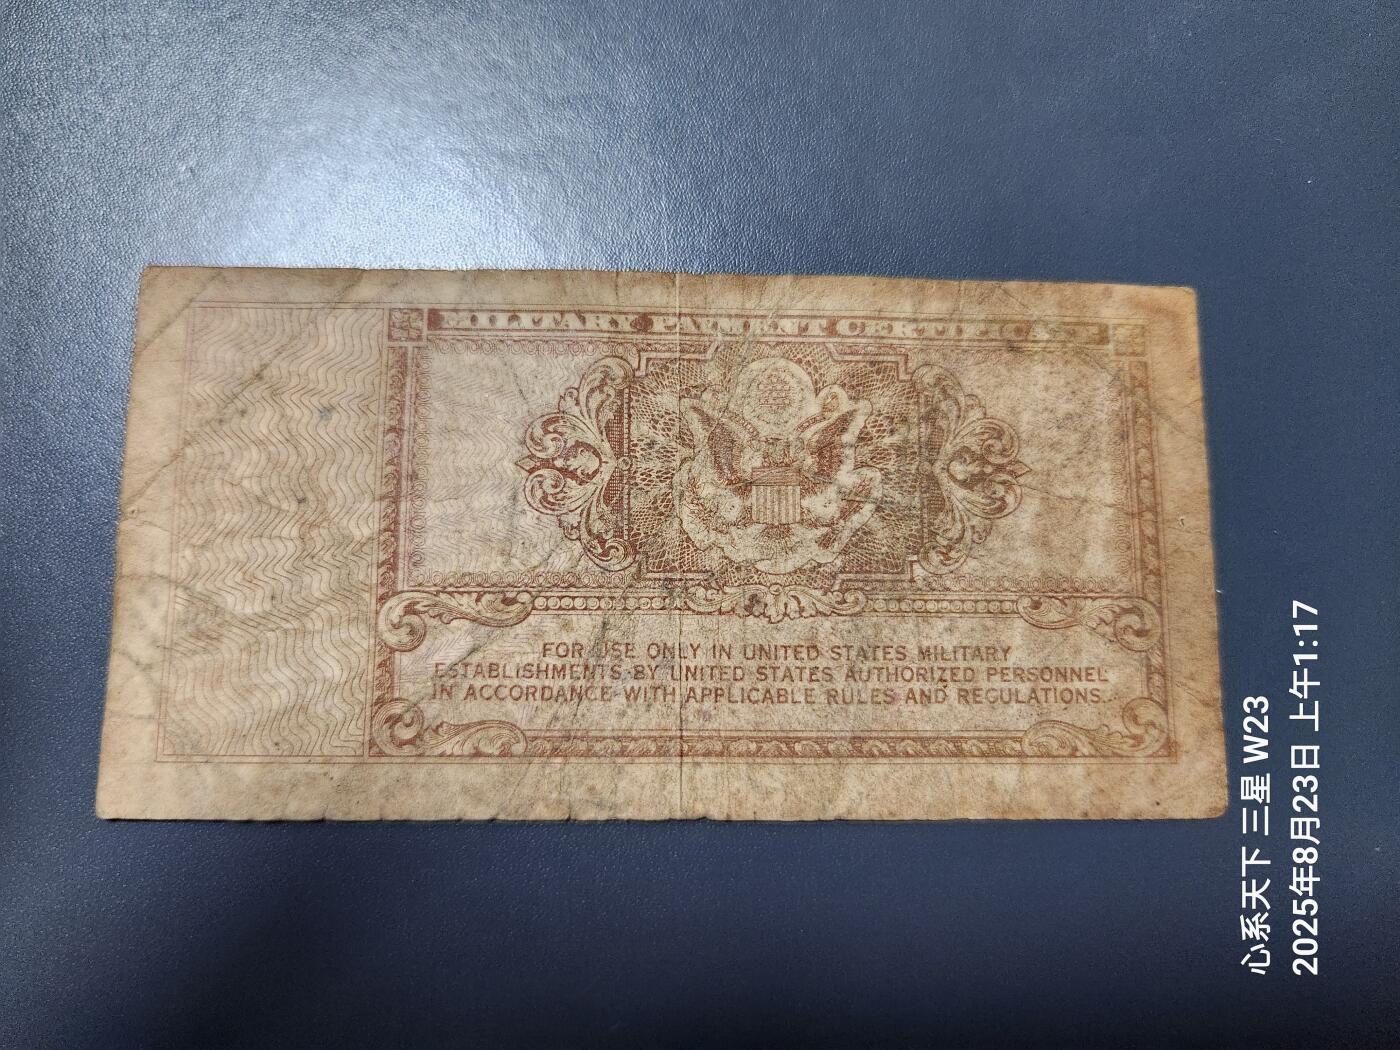 MILITARY PAYMENT CERTIFICATE
FOR USE ONLY IN UNITED STATES MILITARY
ESTABLISHMENTS BY UNITED STATES AUTHORIZED PERSONNEL
IN ACCORDANCE WITH APPLICABLE RULES AND REGULATIONS.
心系天下 三星 W23
2025年8月23日 上午1:17